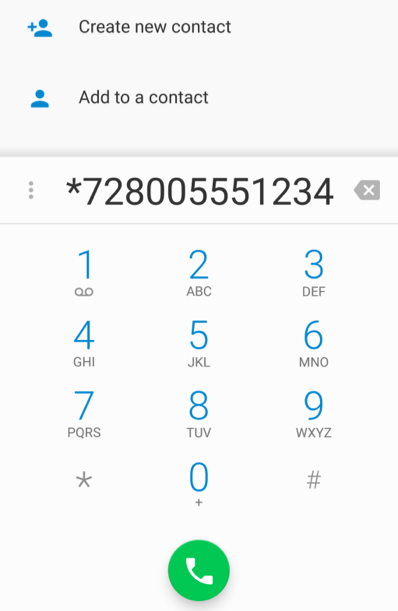 Create new contact
Add to a contact
*728005551234
1 2 3
ABC DEF
4 5 6
GHI JKL MNO
7 8 9
PQRS TUV WXYZ
* 0 #
+